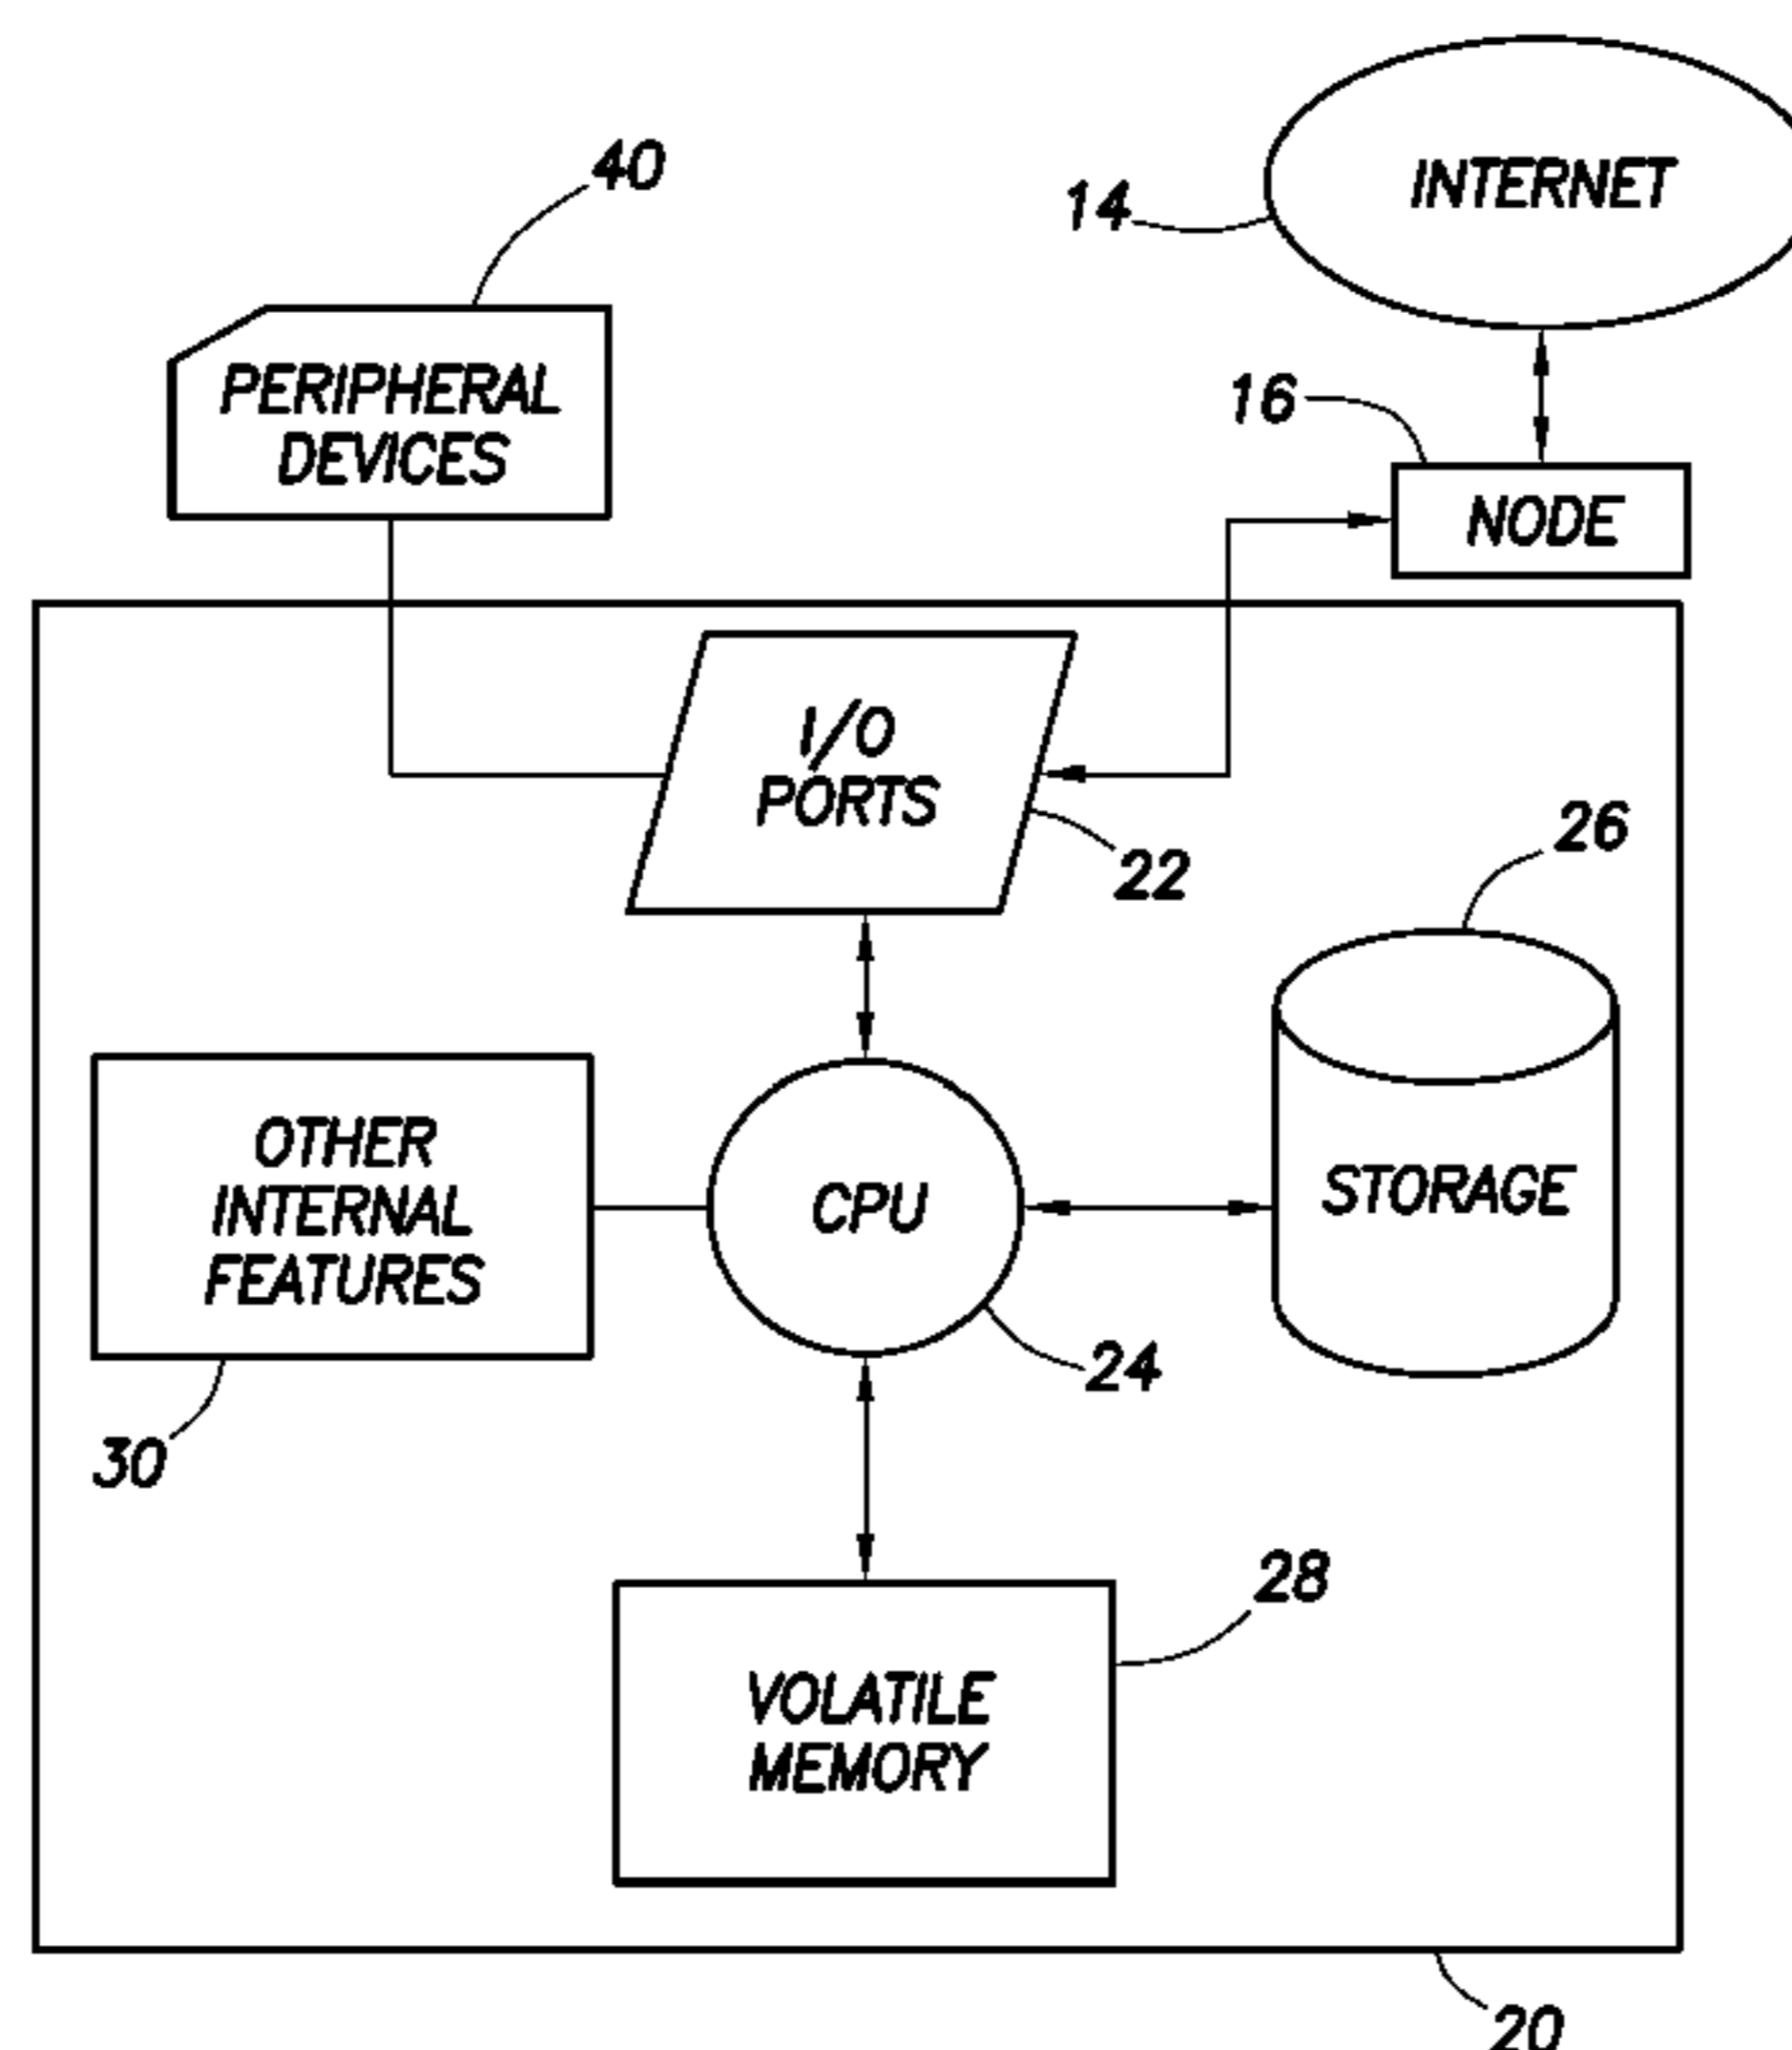 40
14
INTERNET
PERIPHERAL
DEVICES
16
NODE
I/O
PORTS
22
26
OTHER
INTERNAL
FEATURES
CPU
STORAGE
24
30
28
VOLATILE
MEMORY
20